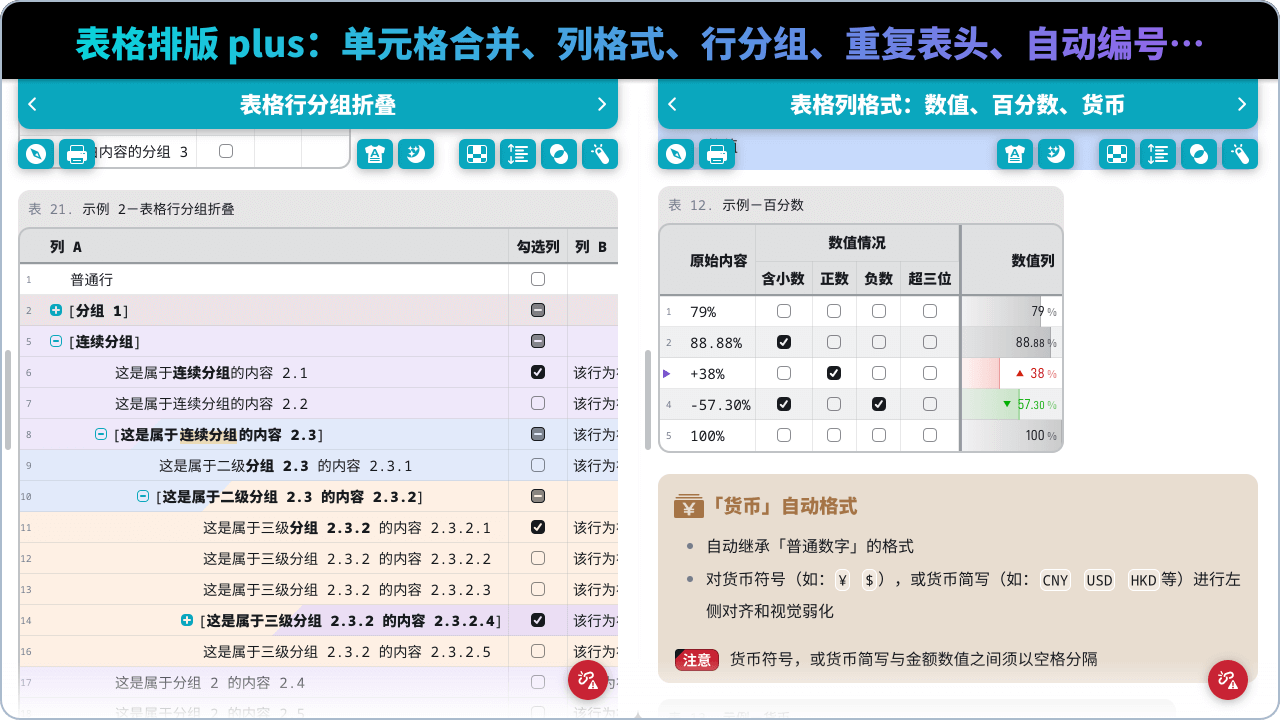 表格排版 plus：单元格合并、列格式、行分组、重复表头、自动编号…
表格行分组折叠
内容的分组 3
表 21. 示例 2—表格行分组折叠
列 A 勾选列 列 B
1 普通行
2 [分组 1]
5 [连续分组]
6 这是属于连续分组的内容 2.1 该行为
7 这是属于连续分组的内容 2.2 该行为
8 [这是属于连续分组的内容 2.3]
9 这是属于二级分组 2.3 的内容 2.3.1 该行为
10 [这是属于二级分组 2.3 的内容 2.3.2]
11 这是属于三级分组 2.3.2 的内容 2.3.2.1 该行为
12 这是属于三级分组 2.3.2 的内容 2.3.2.2 该行为
13 这是属于三级分组 2.3.2 的内容 2.3.2.3 该行为
14 [这是属于三级分组 2.3.2 的内容 2.3.2.4] 该行为
16 这是属于三级分组 2.3.2 的内容 2.3.2.5 该行为
17 这是属于分组 2 的内容 2.4
18 这是属于分组 2 的内容 2.5
表格列格式：数值、百分数、货币
表 12. 示例—百分数
原始内容 数值情况 数值列
含小数 正数 负数 超三位
1 79% 79 %
2 88.88% 88.88 %
+38% ▲ 38 %
4 -57.30% ▼ 57.30 %
5 100% 100 %
「货币」自动格式
• 自动继承「普通数字」的格式
• 对货币符号（如：¥ $），或货币简写（如：CNY USD HKD等）进行左
侧对齐和视觉弱化
注意 货币符号，或货币简写与金额数值之间须以空格分隔